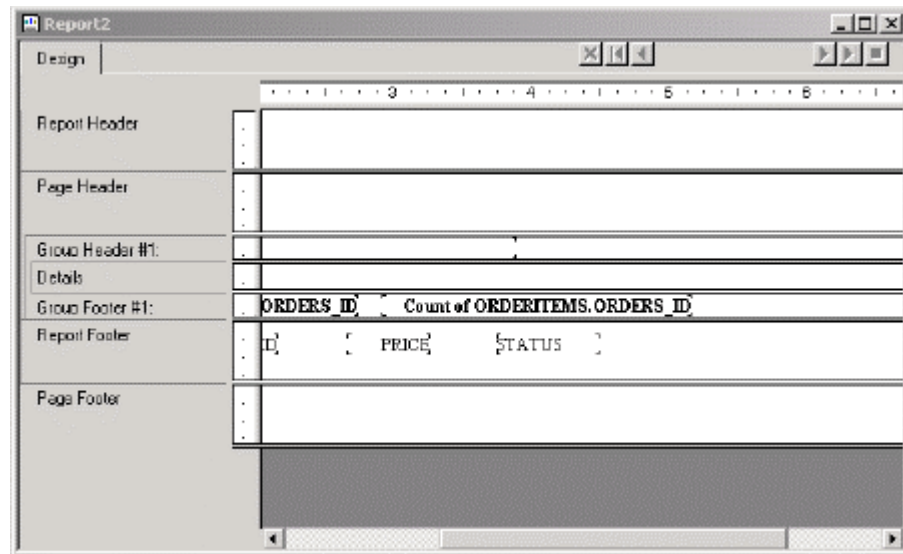 Report2
Design
3 4 5 6
Report Header
Page Header
Group Header #1:
Details
Group Footer #1: ORDERS_ID Count of ORDERITEMS.ORDERS_ID
Report Footer
ID PRICE STATUS
Page Footer